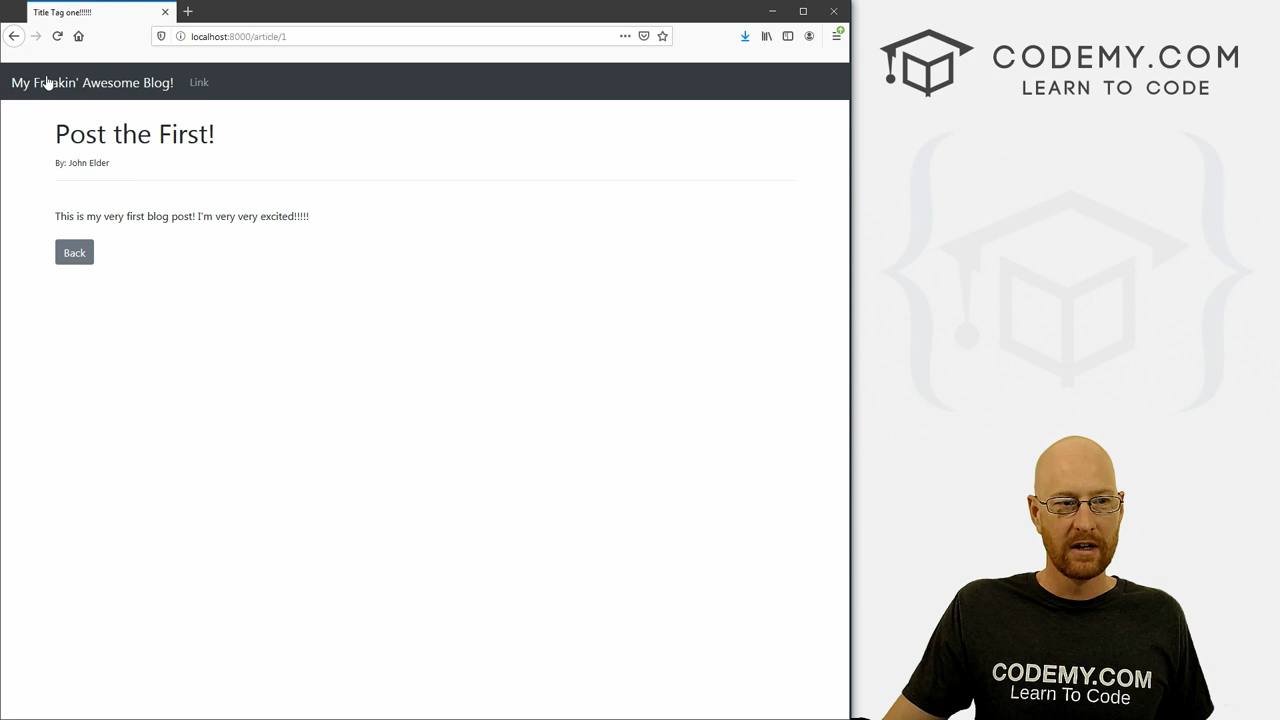 Title Tag one!!!!!!
localhost:8000/article/1
My Freakin' Awesome Blog!
Link
Post the First!
By: John Elder
This is my very first blog post! I'm very very excited!!!!!
Back
CODEMY.COM
LEARN TO CODE
CODEMY.COM
Learn To Code